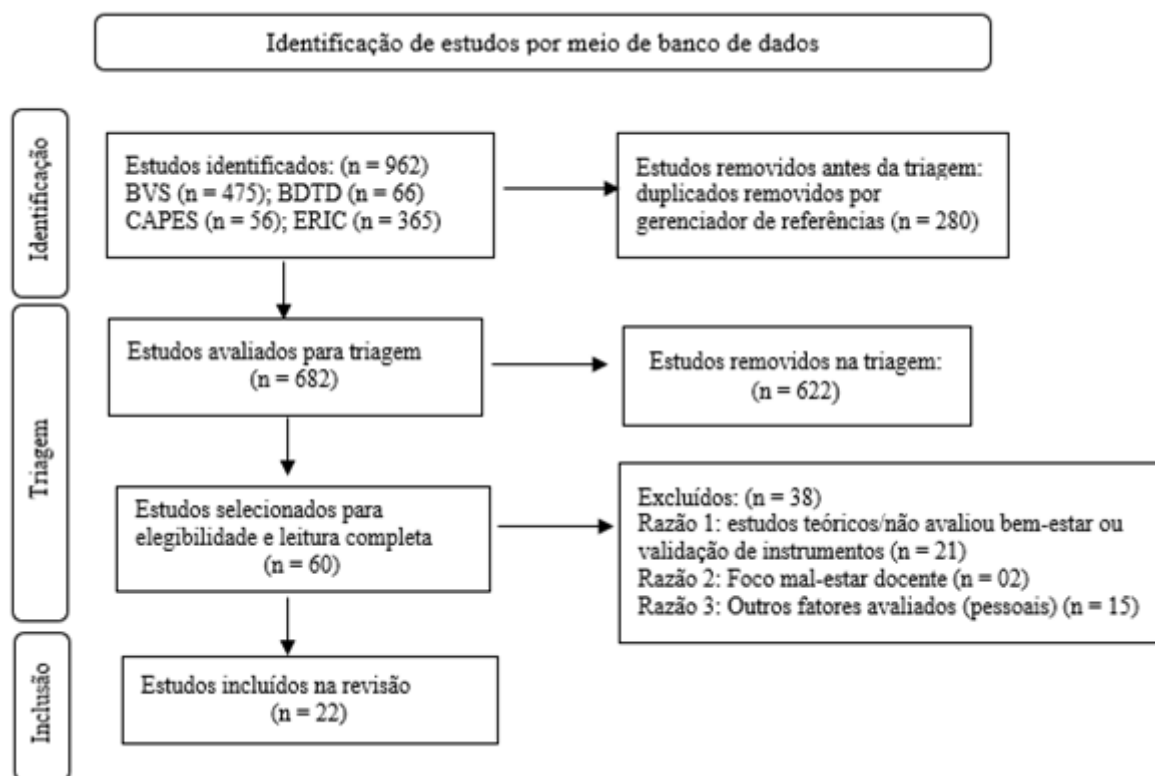 Identificação de estudos por meio de banco de dados
Identificação
Estudos identificados: (n = 962)
BVS (n = 475); BDTD (n = 66)
CAPES (n = 56); ERIC (n = 365)
Estudos removidos antes da triagem:
duplicados removidos por
gerenciador de referências (n = 280)
Triagem
Estudos avaliados para triagem
(n = 682)
Estudos removidos na triagem:
(n = 622)
Estudos selecionados para
elegibilidade e leitura completa
(n = 60)
Excluídos: (n = 38)
Razão 1: estudos teóricos/não avaliou bem-estar ou
validação de instrumentos (n = 21)
Razão 2: Foco mal-estar docente (n = 02)
Razão 3: Outros fatores avaliados (pessoais) (n = 15)
Inclusão
Estudos incluídos na revisão
(n = 22)